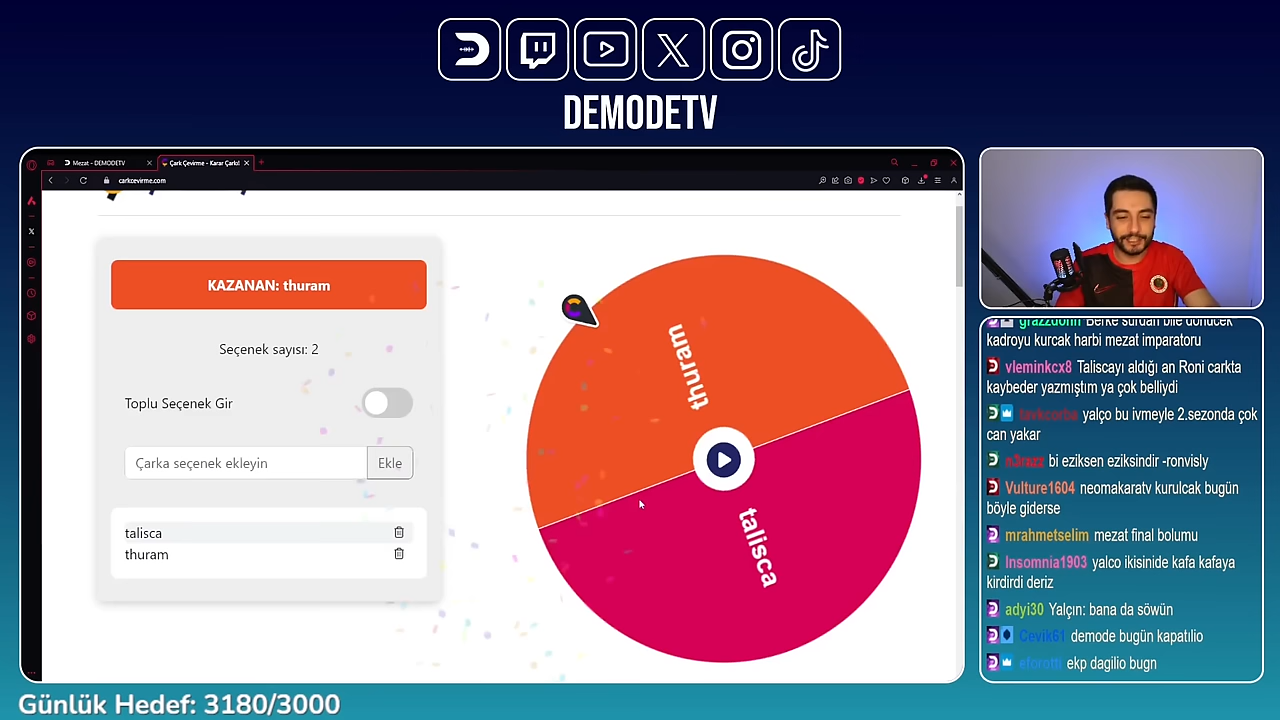 DEMODETV
Mezat - DEMODETV
Çark Çevirme - Karar Çarkı!
carkcevirme.com
KAZANAN: thuram
Seçenek sayısı: 2
Toplu Seçenek Gir
Çarka seçenek ekleyin
Ekle
talisca
thuram
thuram
talisca
grazzdonn Berke surdan bile donucek
kadroyu kurcak harbi mezat imparatoru
vleminkcx8 Taliscayı aldığı an Roni carkta
kaybeder yazmıştım ya çok belliydi
yalço bu ivmeyle 2.sezonda çok
can yakar
bi eziksen eziksindir -ronvisly
Vulture1604 neomakaratv kurulcak bugün
böyle giderse
mrahmetselim mezat final bolumu
Insomnia1903 yalco ikisinide kafa kafaya
kirdirdi deriz
adyi30 Yalçın: bana da söwün
Cevik61 demode bugün kapatılıo
eforotti ekp dagilio bugn
Günlük Hedef: 3180/3000